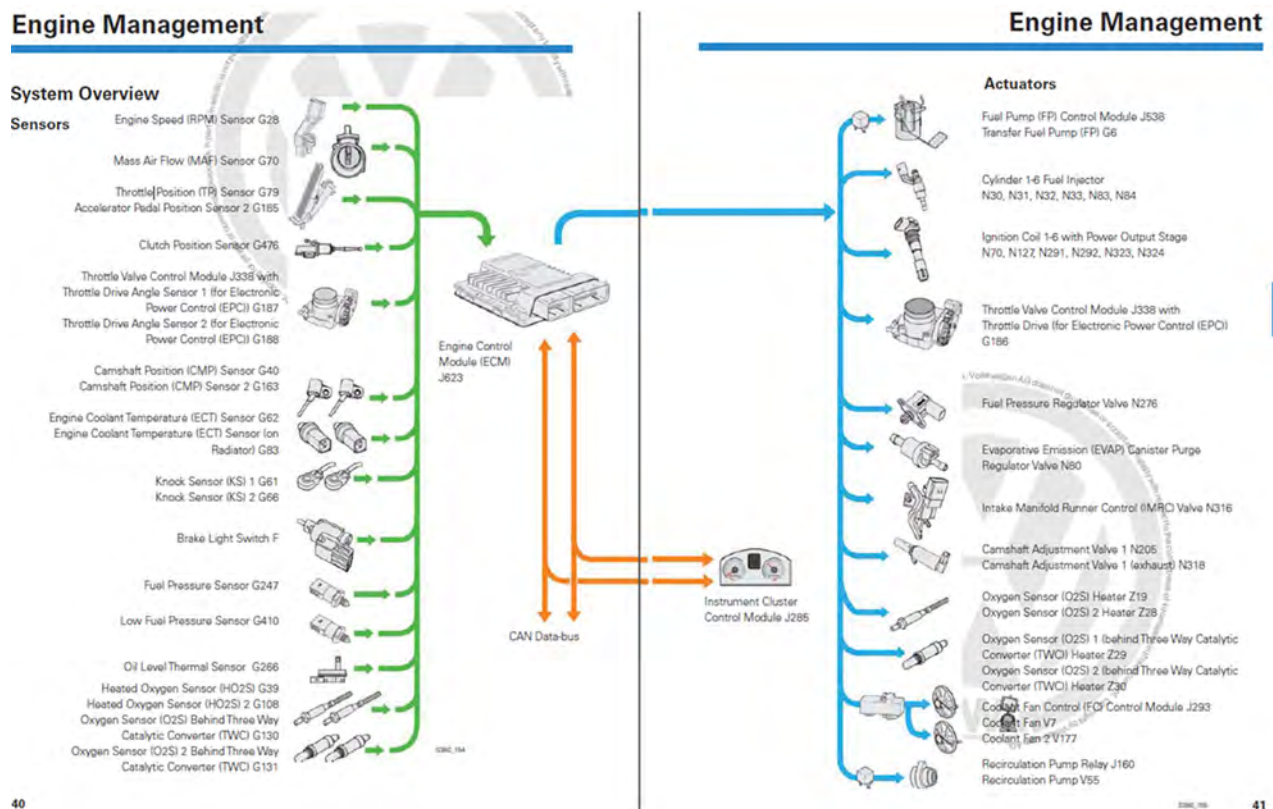 Engine Management
System Overview
Sensors
Engine Speed (RPM) Sensor G28
Mass Air Flow (MAF) Sensor G70
Throttle Position (TP) Sensor G79
Accelerator Pedal Position Sensor 2 G185
Clutch Position Sensor G476
Throttle Valve Control Module J338 with
Throttle Drive Angle Sensor 1 (for Electronic
Power Control (EPC)) G187
Throttle Drive Angle Sensor 2 (for Electronic
Power Control (EPC)) G188
Camshaft Position (CMP) Sensor G40
Camshaft Position (CMP) Sensor 2 G163
Engine Coolant Temperature (ECT) Sensor G62
Engine Coolant Temperature (ECT) Sensor (on
Radiator) G83
Knock Sensor (KS) 1 G61
Knock Sensor (KS) 2 G66
Brake Light Switch F
Fuel Pressure Sensor G247
Low Fuel Pressure Sensor G410
Oil Level Thermal Sensor G266
Heated Oxygen Sensor (HO2S) G39
Heated Oxygen Sensor (HO2S) 2 G108
Oxygen Sensor (O2S) Behind Three Way
Catalytic Converter (TWC) G130
Oxygen Sensor (O2S) 2 Behind Three Way
Catalytic Converter (TWC) G131
Engine Control
Module (ECM)
J623
CAN Data-bus
40
Engine Management
Instrument Cluster
Control Module J285
Actuators
Fuel Pump (FP) Control Module J538
Transfer Fuel Pump (FP) G6
Cylinder 1-6 Fuel Injector
N30, N31, N32, N33, N83, N84
Ignition Coil 1-6 with Power Output Stage
N70, N127, N291, N292, N323, N324
Throttle Valve Control Module J338 with
Throttle Drive (for Electronic Power Control (EPC))
G186
Fuel Pressure Regulator Valve N276
Evaporative Emission (EVAP) Canister Purge
Regulator Valve N80
Intake Manifold Runner Control (IMRC) Valve N316
Camshaft Adjustment Valve 1 N205
Camshaft Adjustment Valve 1 (exhaust) N318
Oxygen Sensor (O2S) Heater Z19
Oxygen Sensor (O2S) 2 Heater Z28
Oxygen Sensor (O2S) 1 (behind Three Way Catalytic
Converter (TWC)) Heater Z29
Oxygen Sensor (O2S) 2 (behind Three Way Catalytic
Converter (TWC)) Heater Z30
Coolant Fan Control (FC) Control Module J293
Coolant Fan V7
Coolant Fan 2 V177
Recirculation Pump Relay J160
Recirculation Pump V55
41